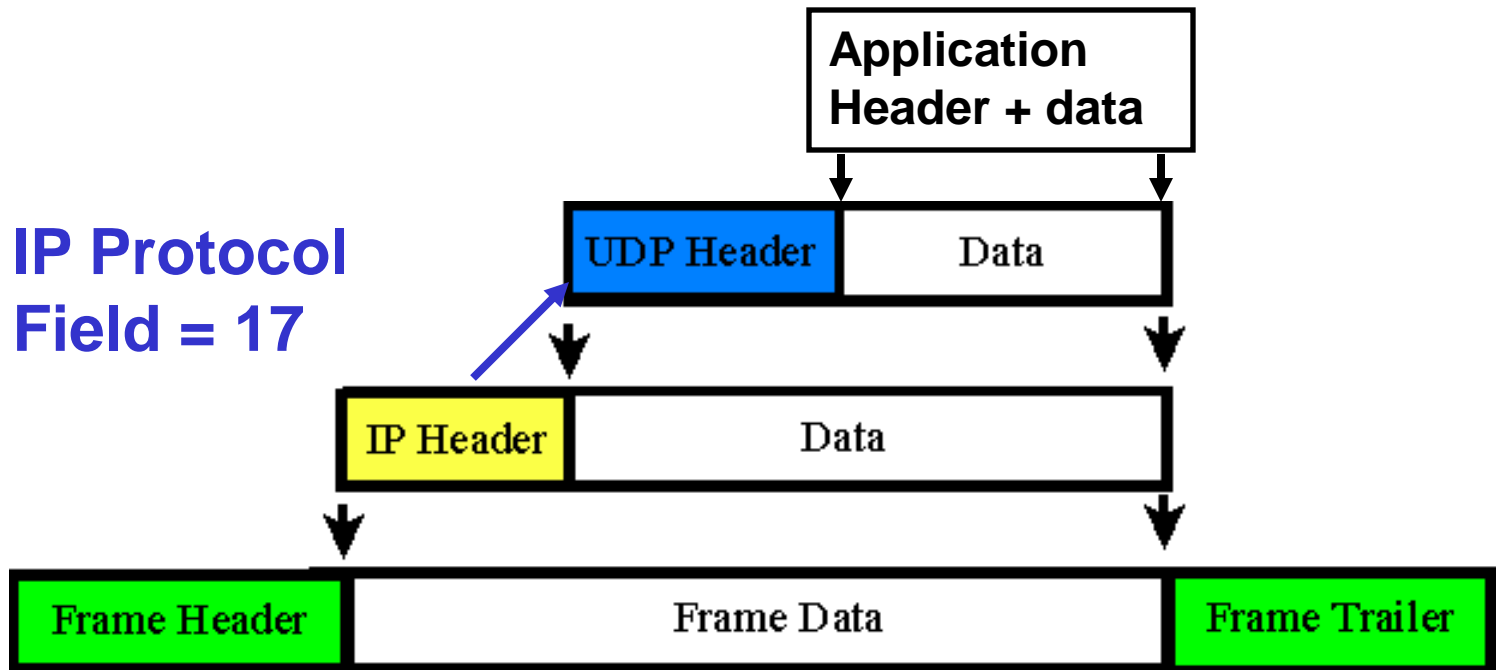 Application
Header + data
UDP Header
Data
IP Protocol
Field = 17
IP Header
Data
Frame Header
Frame Data
Frame Trailer